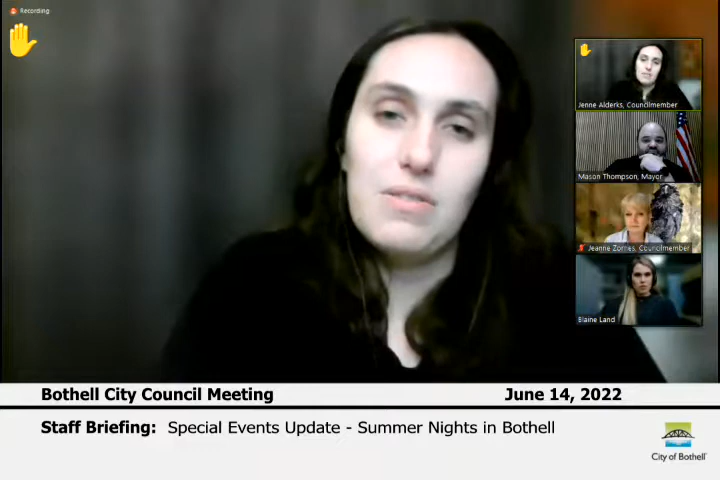 Recording
Jenne Alderks, Councilmember
Mason Thompson, Mayor
Jeanne Zornes, Councilmember
Elaine Land
Bothell City Council Meeting June 14, 2022
Staff Briefing: Special Events Update - Summer Nights in Bothell
City of Bothell